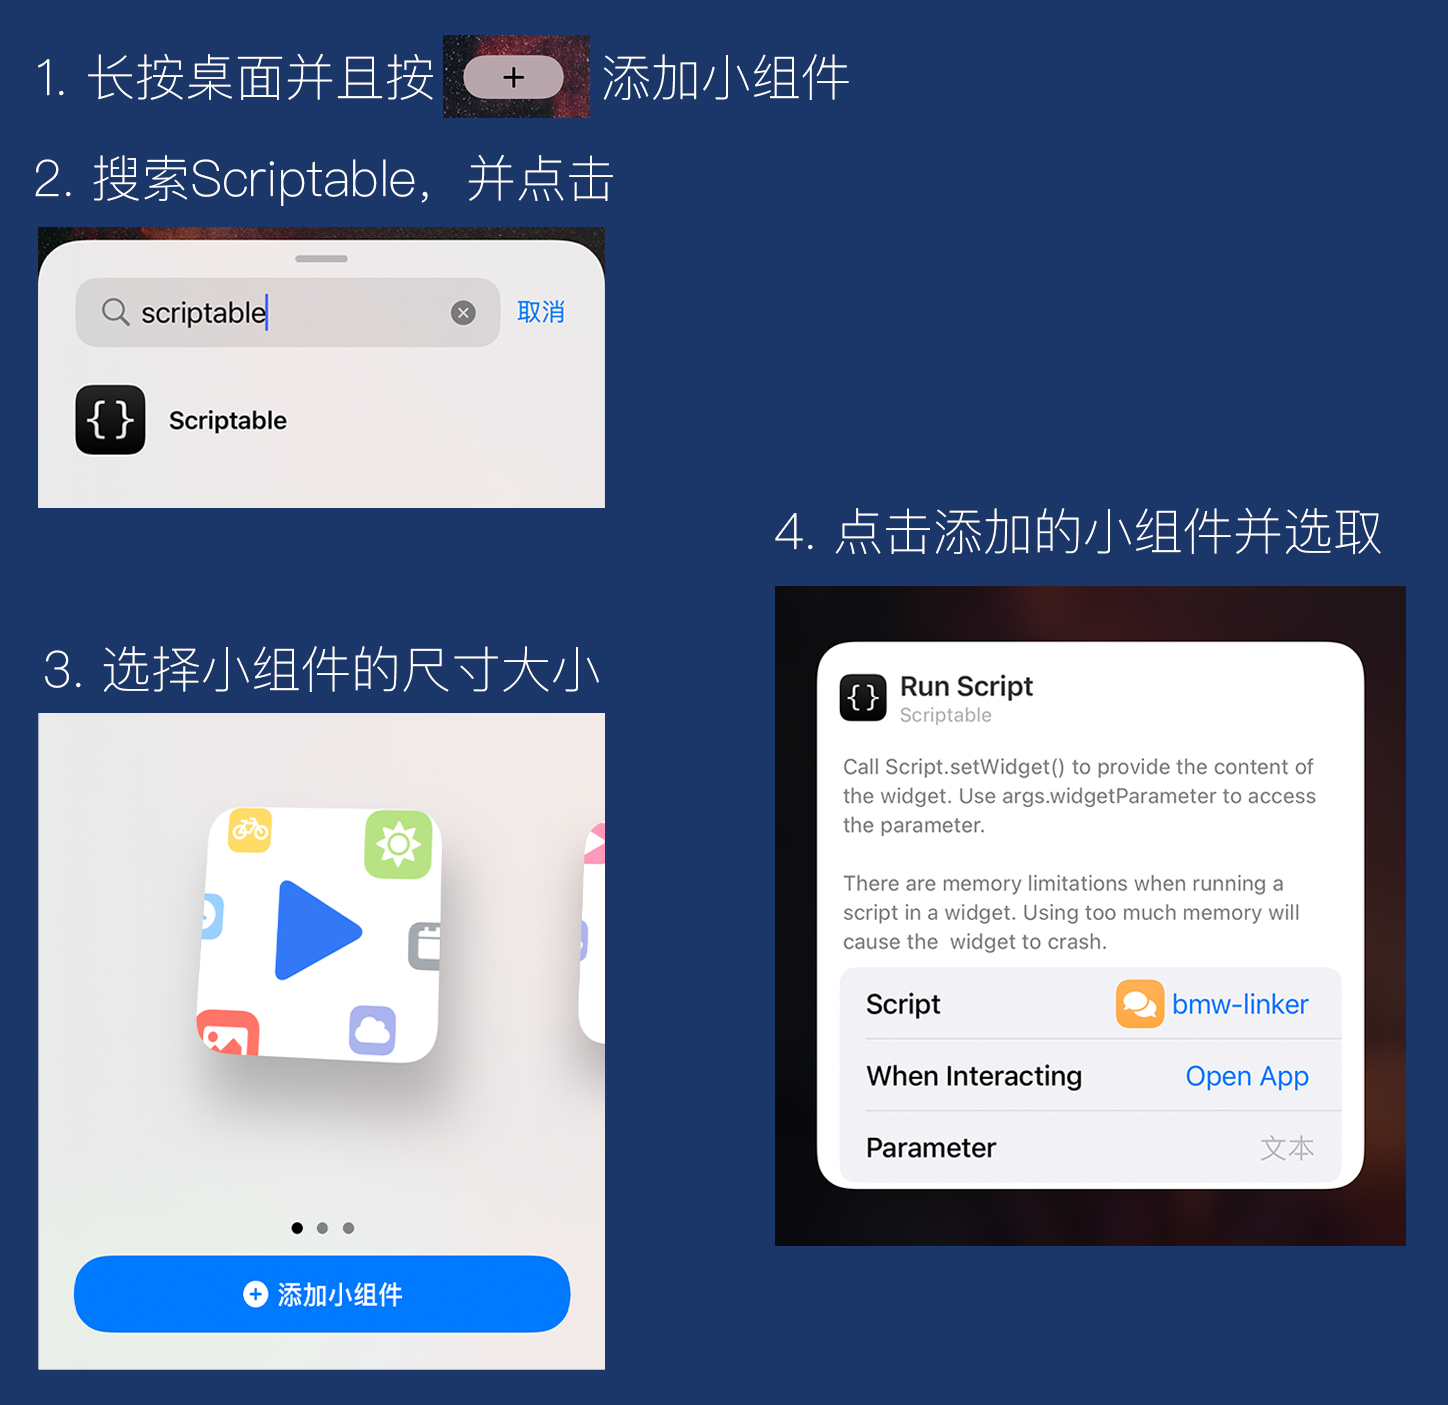 1. 长按桌面并且按 + 添加小组件
2. 搜索Scriptable，并点击
scriptable 取消
Scriptable
3. 选择小组件的尺寸大小
添加小组件
4. 点击添加的小组件并选取
Run Script
Scriptable
Call Script.setWidget() to provide the content of
the widget. Use args.widgetParameter to access
the parameter.
There are memory limitations when running a
script in a widget. Using too much memory will
cause the  widget to crash.
Script bmw-linker
When Interacting Open App
Parameter 文本